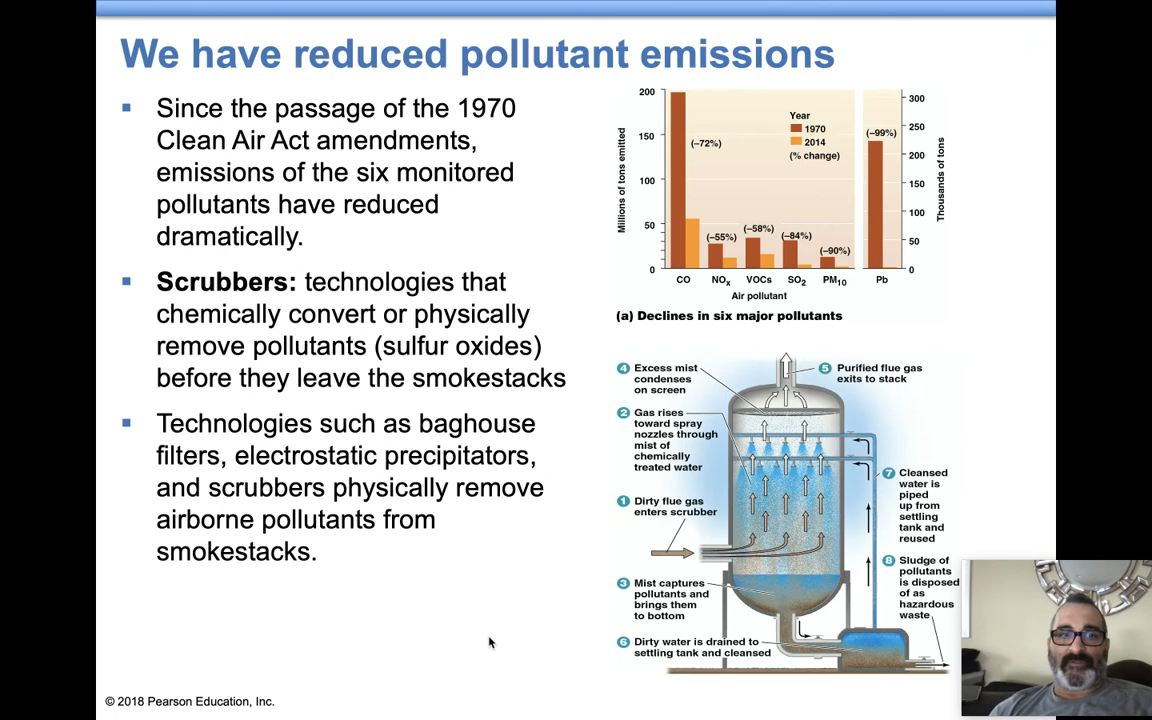 We have reduced pollutant emissions
▪ Since the passage of the 1970
Clean Air Act amendments,
emissions of the six monitored
pollutants have reduced
dramatically.
▪ Scrubbers: technologies that
chemically convert or physically
remove pollutants (sulfur oxides)
before they leave the smokestacks
▪ Technologies such as baghouse
filters, electrostatic precipitators,
and scrubbers physically remove
airborne pollutants from
smokestacks.
Millions of tons emitted
200
150
100
50
0
Year
1970
2014
(% change)
(–72%)
(–55%)
(–58%)
(–84%)
(–90%)
(–99%)
CO
NOx
VOCs
SO2
PM10
Pb
Air pollutant
300
250
200
150
100
50
0
Thousands of tons
(a) Declines in six major pollutants
4 Excess mist
condenses
on screen
5 Purified flue gas
exits to stack
2 Gas rises
toward spray
nozzles through
mist of
chemically
treated water
1 Dirty flue gas
enters scrubber
7 Cleansed
water is
piped
up from
settling
tank and
reused
3 Mist captures
pollutants and
brings them
to bottom
8 Sludge of
pollutants
is disposed
of as
hazardous
waste
6 Dirty water is drained to
settling tank and cleansed
© 2018 Pearson Education, Inc.